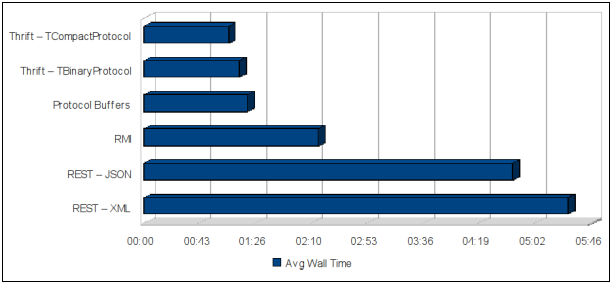 Thrift – TCompactProtocol
Thrift – TBinaryProtocol
Protocol Buffers
RMI
REST – JSON
REST – XML
00:00 00:43 01:26 02:10 02:53 03:36 04:19 05:02 05:46
Avg Wall Time